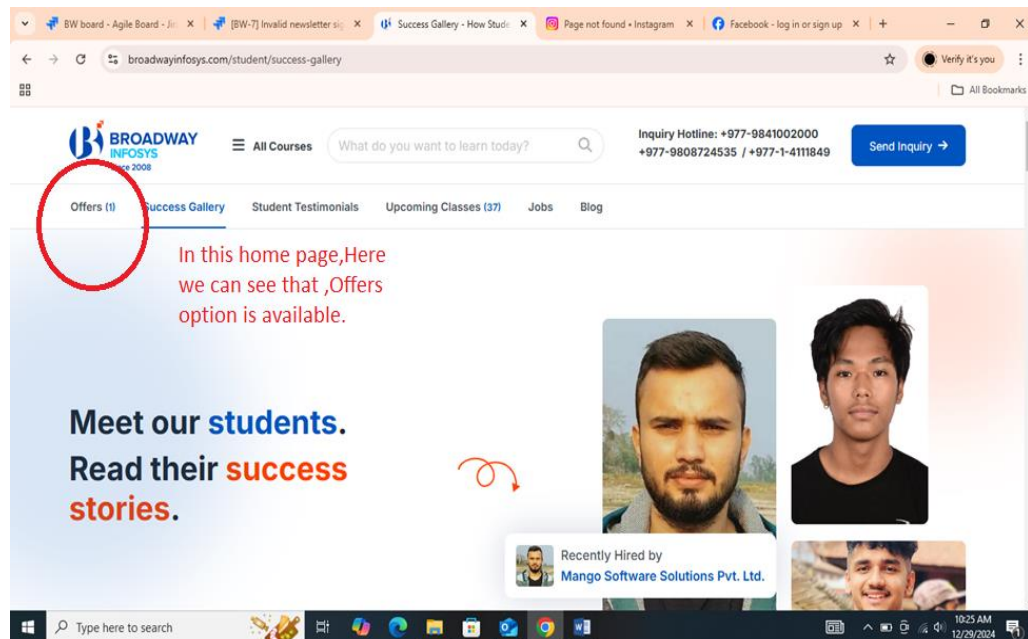 BW board - Agile Board - Jir
[BW-7] Invalid newsletter sig
Success Gallery - How Stude
Page not found • Instagram
Facebook - log in or sign up
broadwayinfosys.com/student/success-gallery
Verify it's you
All Bookmarks
BROADWAY
INFOSYS
ce 2008
All Courses
What do you want to learn today?
Inquiry Hotline: +977-9841002000
+977-9808724535 / +977-1-4111849
Send Inquiry →
Offers (1) Success Gallery Student Testimonials Upcoming Classes (37) Jobs Blog
In this home page,Here
we can see that ,Offers
option is available.
Meet our students.
Read their success
stories.
Recently Hired by
Mango Software Solutions Pvt. Ltd.
Type here to search
10:25 AM
12/29/2024